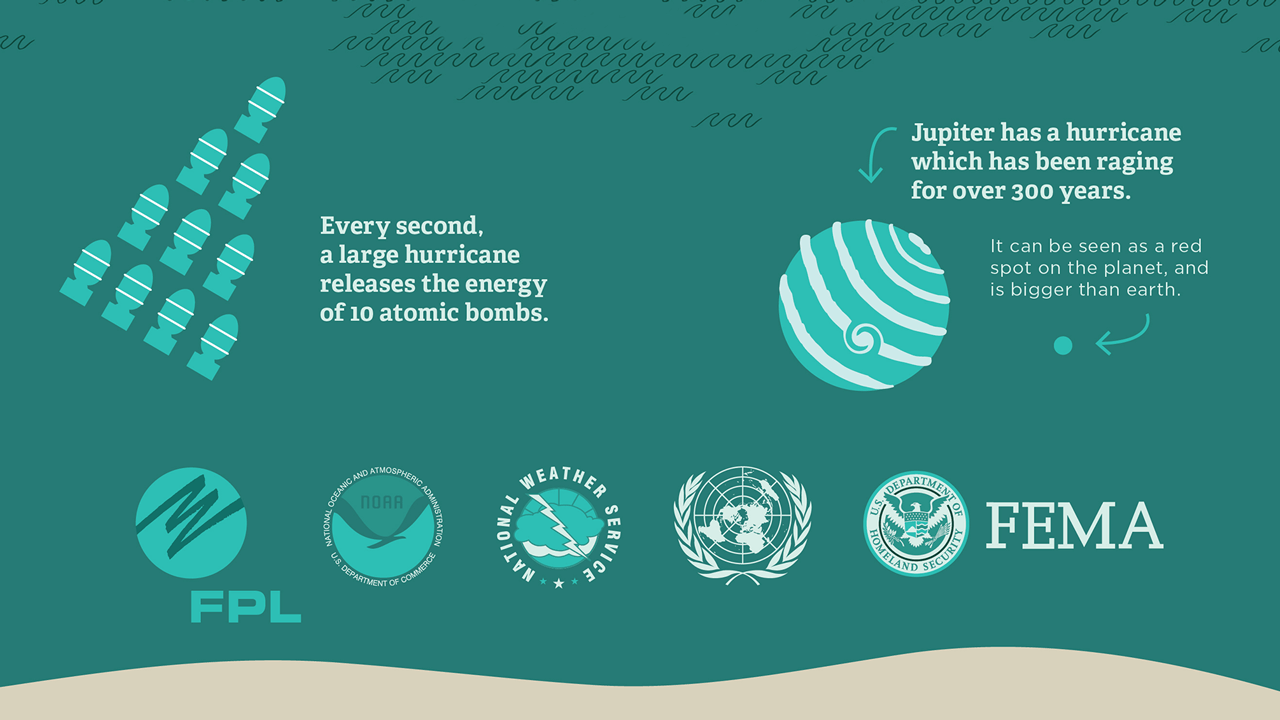 Every second,
a large hurricane
releases the energy
of 10 atomic bombs.
Jupiter has a hurricane
which has been raging
for over 300 years.
It can be seen as a red
spot on the planet, and
is bigger than earth.
FPL
NATIONAL OCEANIC AND ATMOSPHERIC ADMINISTRATION
NOAA
U.S. DEPARTMENT OF COMMERCE
NATIONAL WEATHER SERVICE
U.S. DEPARTMENT OF
HOMELAND SECURITY
FEMA